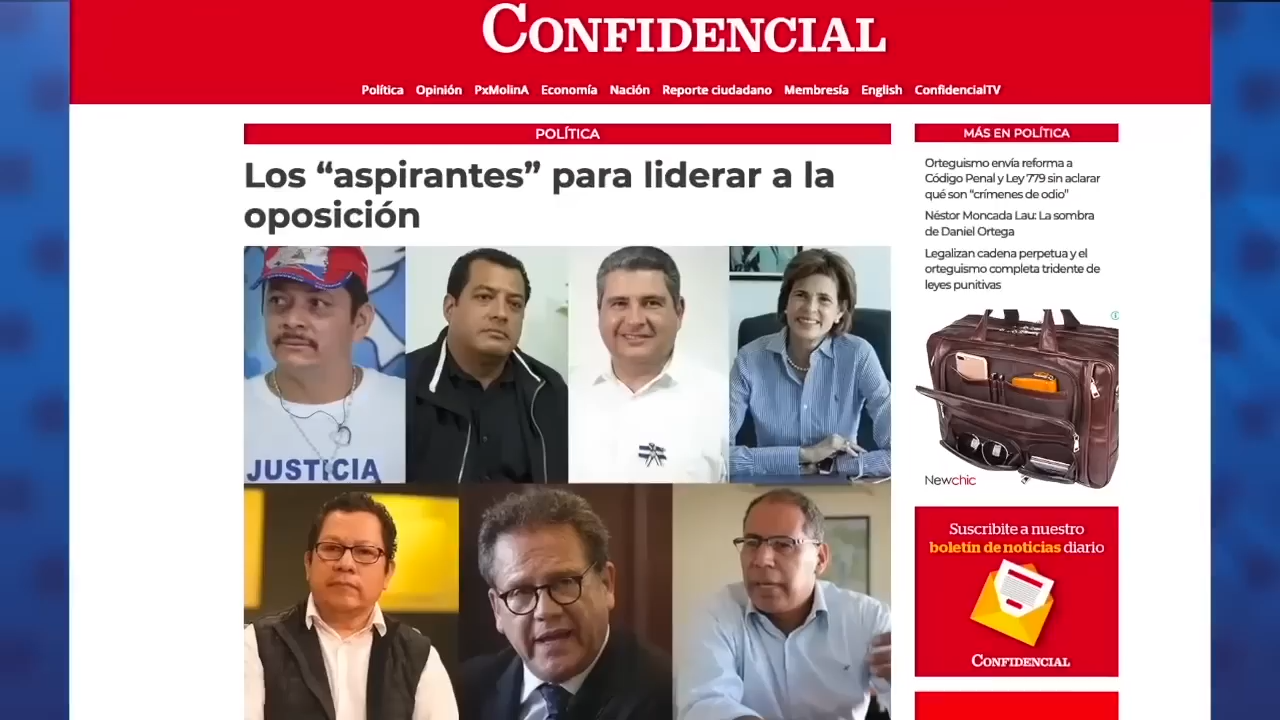 CONFIDENCIAL
Política Opinión PxMolinA Economía Nación Reporte ciudadano Membresía English ConfidencialTV
POLÍTICA
Los “aspirantes” para liderar a la
oposición
JUSTICIA
MÁS EN POLÍTICA
Orteguismo envía reforma a
Código Penal y Ley 779 sin aclarar
qué son “crímenes de odio”
Néstor Moncada Lau: La sombra
de Daniel Ortega
Legalizan cadena perpetua y el
orteguismo completa tridente de
leyes punitivas
Newchic
Suscribite a nuestro
boletín de noticias diario
CONFIDENCIAL